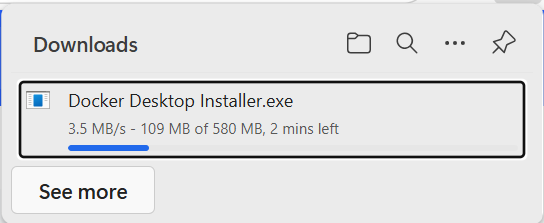 Downloads
Docker Desktop Installer.exe
3.5 MB/s - 109 MB of 580 MB, 2 mins left
See more